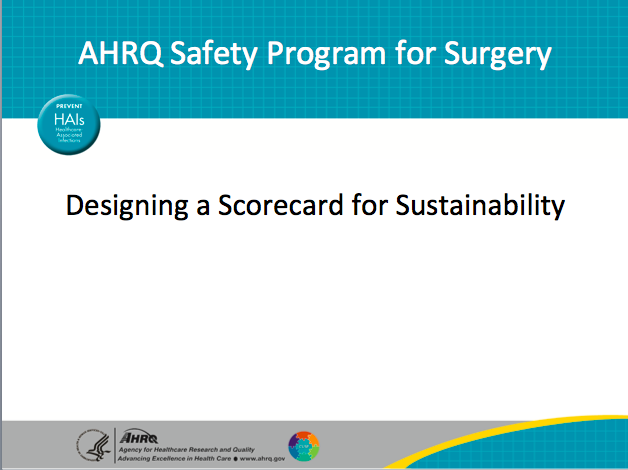 AHRQ Safety Program for Surgery
PREVENT
HAIs
Healthcare-
Associated
Infections
Designing a Scorecard for Sustainability
AHRQ
Agency for Healthcare Research and Quality
Advancing Excellence in Health Care ● www.ahrq.gov